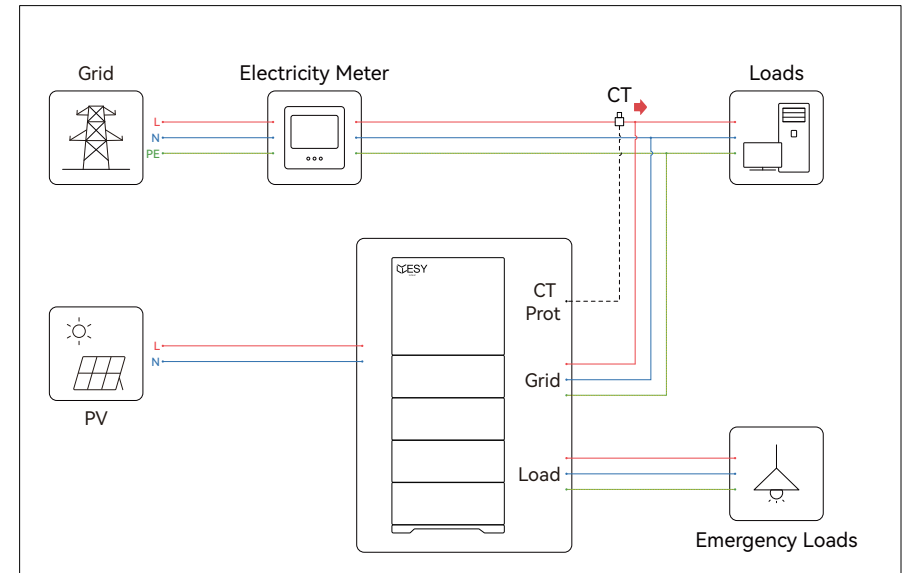 Grid
Electricity Meter
Loads
CT
L
N
PE
ESY
CT
Prot
L
N
Grid
PV
Load
Emergency Loads